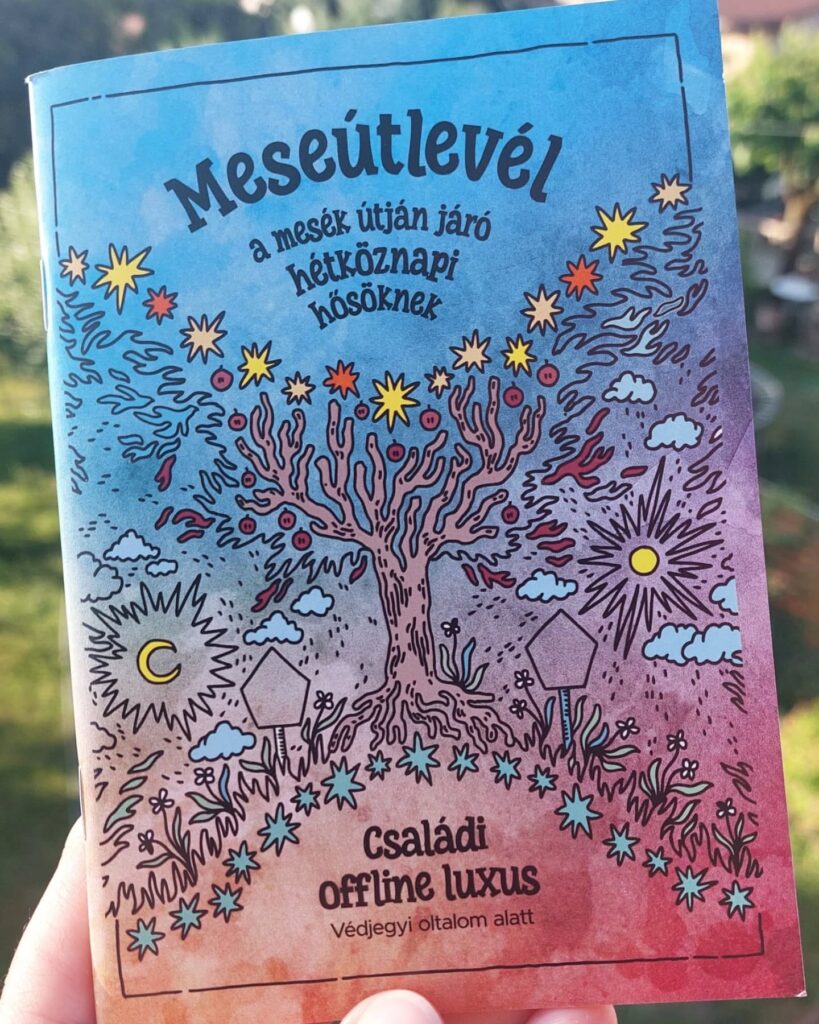 Meseútlevél
a mesék útján járó
hétköznapi
hősöknek
Családi
offline luxus
Védjegyi oltalom alatt